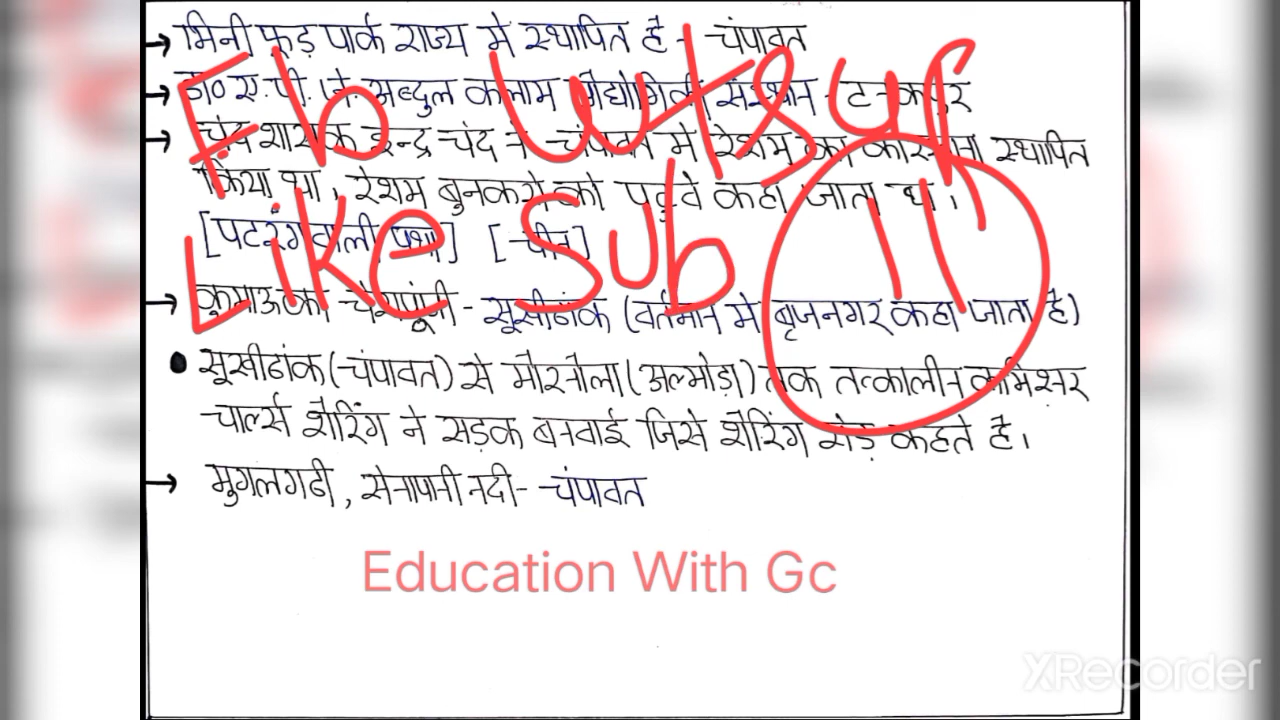 → मिनी फूड़ पार्क राज्य मे स्थापित है - चंपावत
→ डा० ए. पी. जे. अब्दुल कलाम प्रौद्योगिकी संस्थान (टनकपुर
→ चंद शासक इन्द्र चंद ने चंपावत मे रेशम का कारखाना स्थापित
किया था, रेशम बुनकरो को पटुवे कहा जाता था।
[पटरंगवाली प्रथा] [-चीन]
→ कुमाऊ का चेरापूंजी - सूखीढांक (वर्तमान मे बृजनगर कहा जाता है)
● सूखीढांक (-चंपावत) से मोरनौला (अल्मोड़ा) तक तत्कालीन कमिश्नर
चार्ल्स शैरिंग ने सड़क बनवाई जिसे शैरिंग रोड़ कहते है।
→ मुगलगढी, सेनापानी नदी - चंपावत
Fb Wtsup
Like Sub
11
Education With Gc
XRecorder